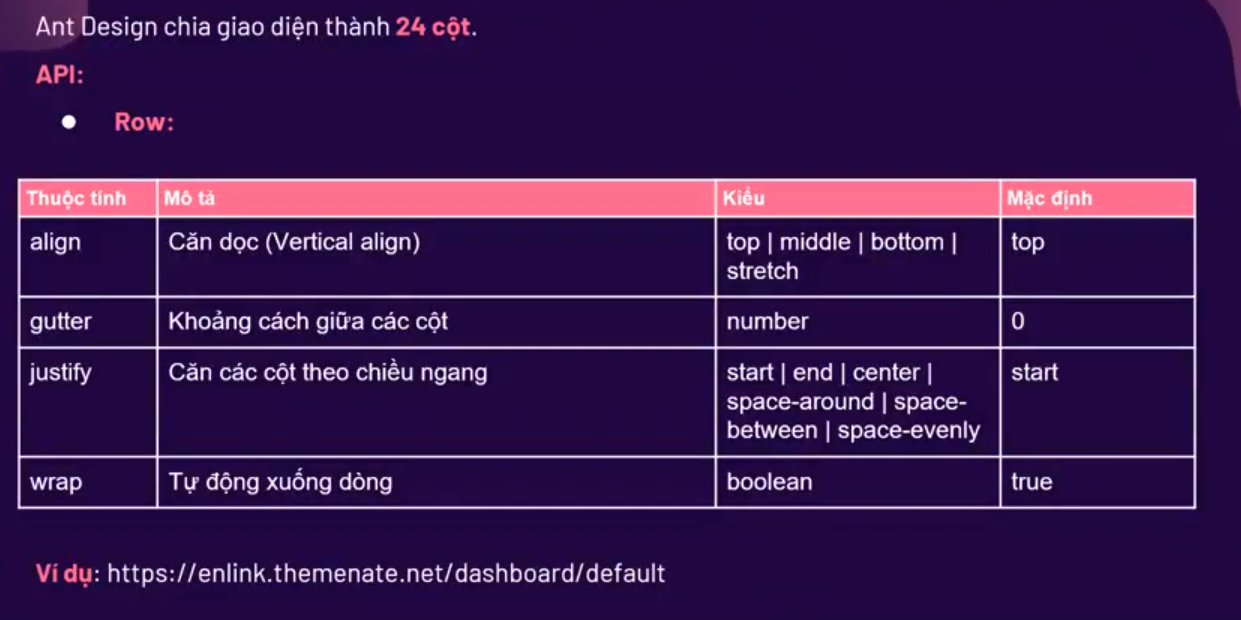 Ant Design chia giao diện thành 24 cột.
API:
Row:
Thuộc tính Mô tả Kiểu Mặc định
align Căn dọc (Vertical align) top | middle | bottom | top
stretch
gutter Khoảng cách giữa các cột number 0
justify Căn các cột theo chiều ngang start | end | center | start
space-around | space-
between | space-evenly
wrap Tự động xuống dòng boolean true
Ví dụ: https://enlink.themenate.net/dashboard/default